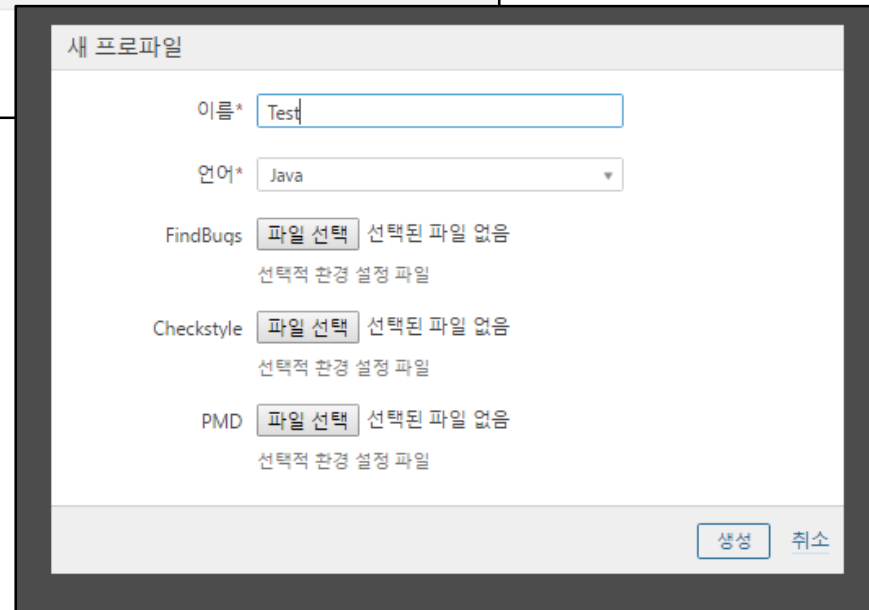 새 프로파일
이름* Test
언어* Java
FindBugs 파일 선택 선택된 파일 없음
선택적 환경 설정 파일
Checkstyle 파일 선택 선택된 파일 없음
선택적 환경 설정 파일
PMD 파일 선택 선택된 파일 없음
선택적 환경 설정 파일
생성 취소